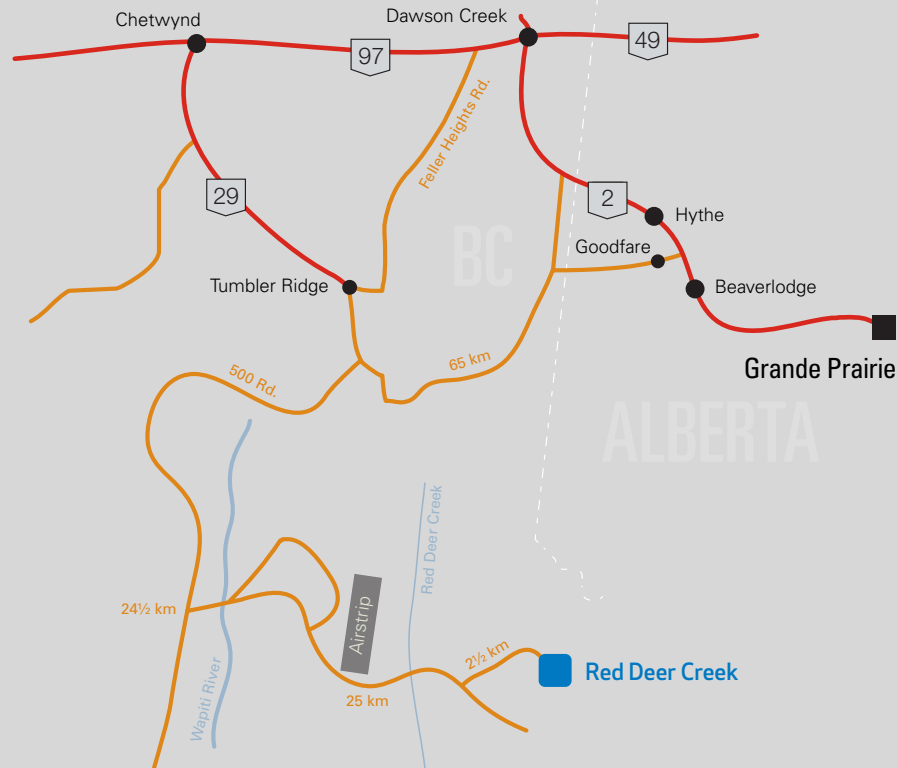 Chetwynd
Dawson Creek
97
49
Feller Heights Rd.
29
2
Hythe
BC
Goodfare
Tumbler Ridge
Beaverlodge
65 km
500 Rd.
Grande Prairie
ALBERTA
Red Deer Creek
24½ km
Airstrip
2½ km
Red Deer Creek
Wapiti River
25 km